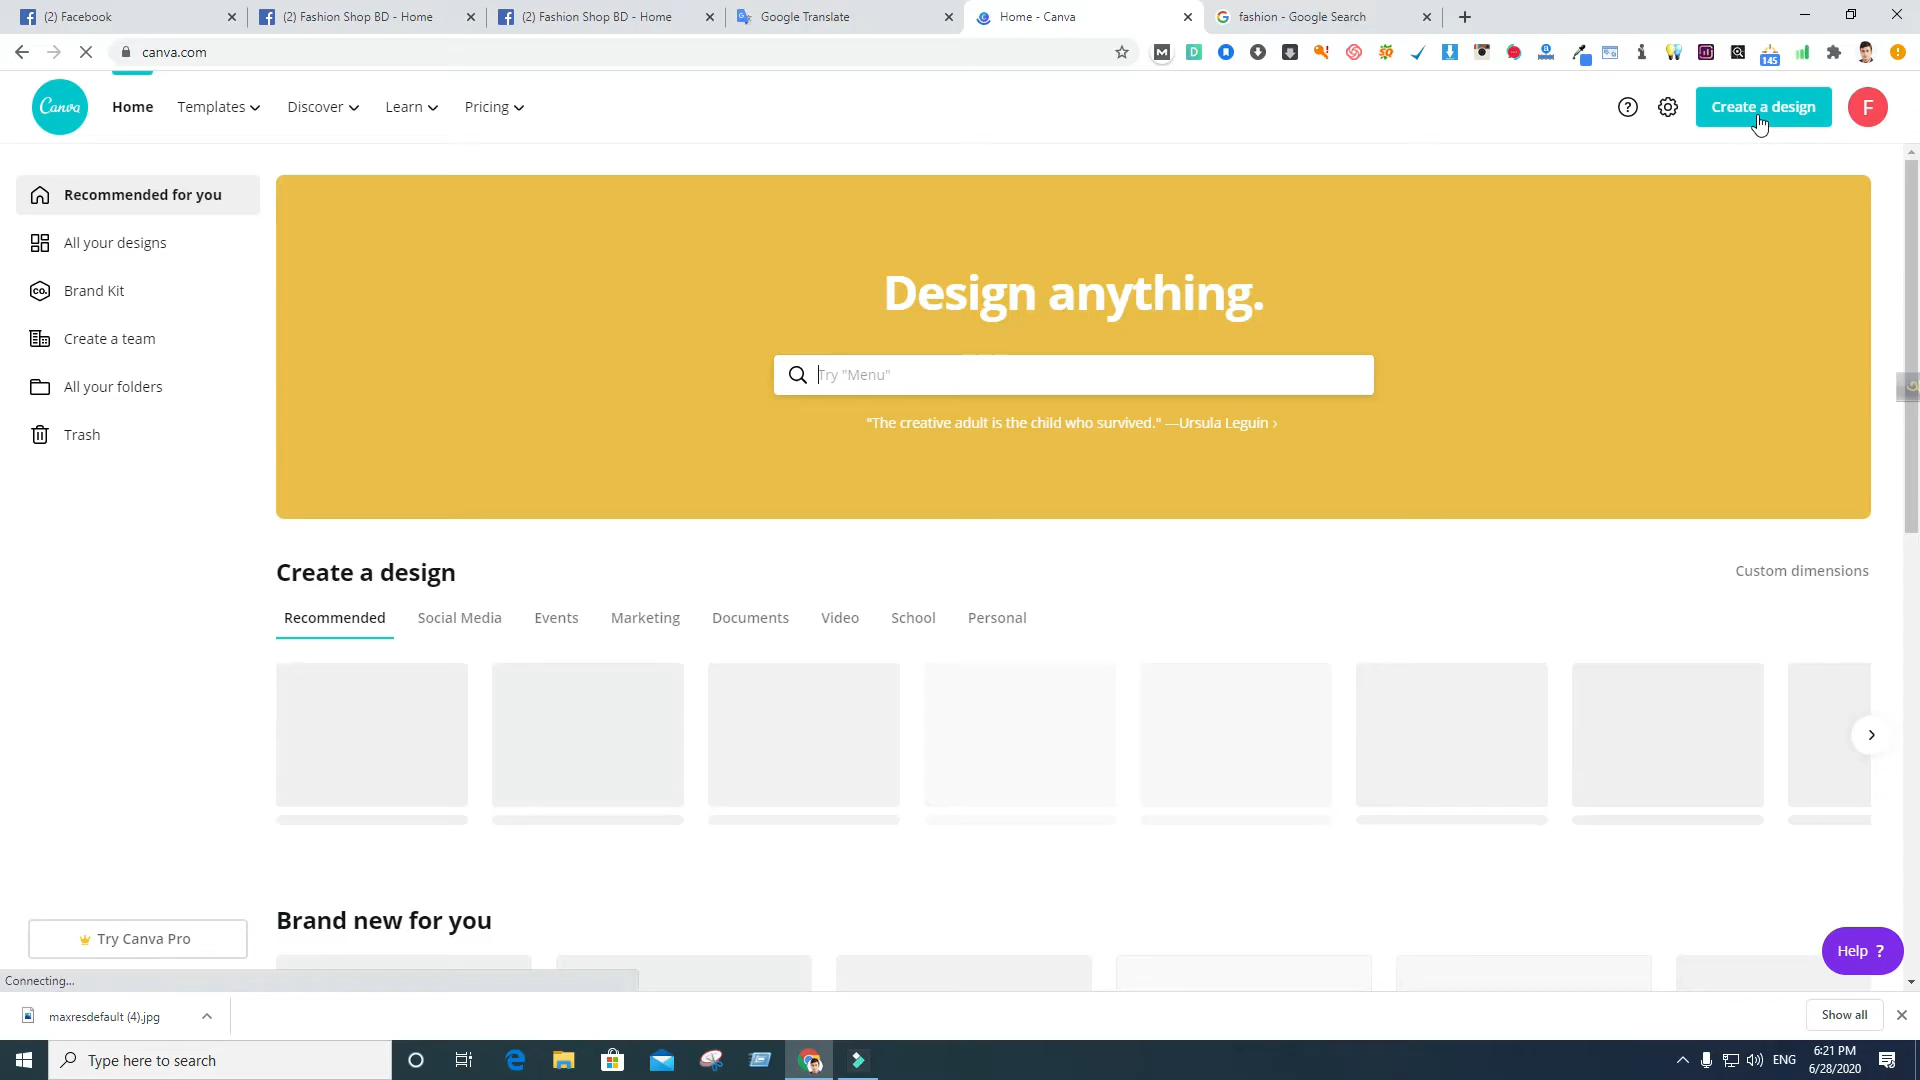 (2) Facebook
(2) Fashion Shop BD - Home
(2) Fashion Shop BD - Home
Google Translate
Home - Canva
fashion - Google Search
canva.com
145
Canva
Home
Templates
Discover
Learn
Pricing
Create a design
F
Recommended for you
All your designs
CO.
Brand Kit
Create a team
All your folders
Trash
Design anything.
Try "Menu"
"The creative adult is the child who survived." —Ursula Leguin ›
Create a design
Custom dimensions
Recommended
Social Media
Events
Marketing
Documents
Video
School
Personal
Brand new for you
Try Canva Pro
Help ?
Connecting...
maxresdefault (4).jpg
Show all
Type here to search
ENG
6:21 PM
6/28/2020